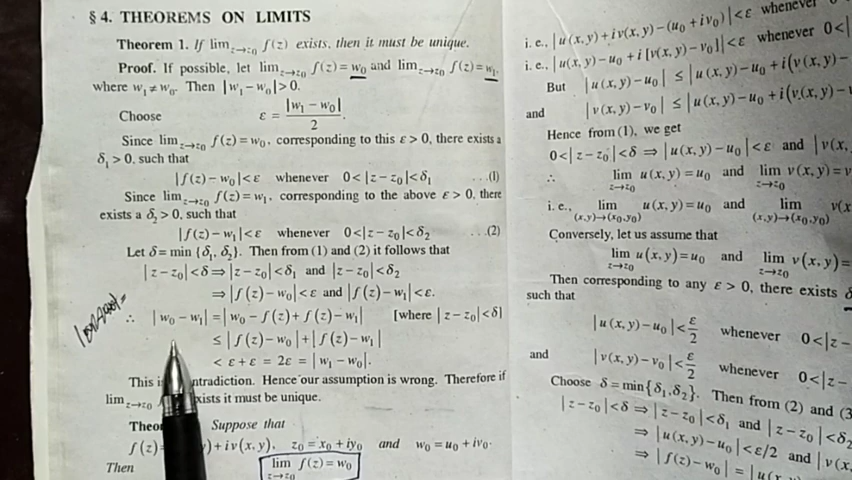 § 4. THEOREMS ON LIMITS
Theorem 1. If lim_{z→z₀} f(z) exists, then it must be unique.
Proof. If possible, let lim_{z→z₀} f(z) = w₀ and lim_{z→z₀} f(z) = w₁,
where w₁ ≠ w₀. Then |w₁ − w₀| > 0.
Choose ε = |w₁ − w₀| / 2.
Since lim_{z→z₀} f(z) = w₀, corresponding to this ε > 0, there exists a
δ₁ > 0, such that
|f(z) − w₀| < ε whenever 0 < |z − z₀| < δ₁ ...(1)
Since lim_{z→z₀} f(z) = w₁, corresponding to the above ε > 0, there
exists a δ₂ > 0, such that
|f(z) − w₁| < ε whenever 0 < |z − z₀| < δ₂ ...(2)
Let δ = min {δ₁, δ₂}. Then from (1) and (2) it follows that
|z − z₀| < δ ⇒ |z − z₀| < δ₁ and |z − z₀| < δ₂
⇒ |f(z) − w₀| < ε and |f(z) − w₁| < ε.
∴ |w₀ − w₁| = |w₀ − f(z) + f(z) − w₁| [where |z − z₀| < δ]
≤ |f(z) − w₀| + |f(z) − w₁|
< ε + ε = 2ε = |w₁ − w₀|.
This ntradiction. Hence our assumption is wrong. Therefore if
lim_{z→z₀} xists it must be unique.
Theo Suppose that
f(z) = y) + iv(x, y), z₀ = x₀ + iy₀ and w₀ = u₀ + iv₀.
Then lim_{z→z₀} f(z) = w₀
i. e., |u(x, y) + iv(x, y) − (u₀ + iv₀)| < ε whenever
i. e., |u(x, y) − u₀ + i[v(x, y) − v₀]| < ε whenever 0 < |
But |u(x, y) − u₀| ≤ |u(x, y) − u₀ + i(v(x, y) −
and |v(x, y) − v₀| ≤ |u(x, y) − u₀ + i(v(x, y) −
Hence from (1), we get
0 < |z − z₀| < δ ⇒ |u(x, y) − u₀| < ε and |v(x,
∴ lim_{z→z₀} u(x, y) = u₀ and lim_{z→z₀} v(x, y) = v
i. e., lim_{(x, y)→(x₀, y₀)} u(x, y) = u₀ and lim_{(x, y)→(x₀, y₀)} v(x
Conversely, let us assume that
lim_{z→z₀} u(x, y) = u₀ and lim_{z→z₀} v(x, y) =
Then corresponding to any ε > 0, there exists δ
such that
|u(x, y) − u₀| < ε/2 whenever 0 < |z −
and |v(x, y) − v₀| < ε/2 whenever 0 < |z −
Choose δ = min{δ₁, δ₂}. Then from (2) and (3
|z − z₀| < δ ⇒ |z − z₀| < δ₁ and |z − z₀| < δ₂
⇒ |u(x, y) − u₀| < ε/2 and |v(x,
⇒ |f(z) − w₀| = |u(x, y